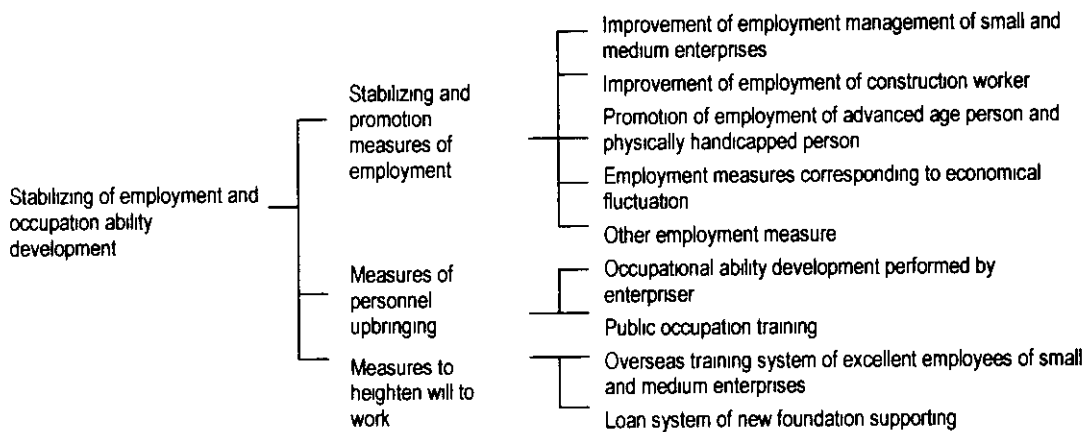 Stabilizing of employment and
occupation ability
development
Stabilizing and
promotion
measures of
employment
Measures of
personnel
upbringing
Measures to
heighten will to
work
Improvement of employment management of small and
medium enterprises
Improvement of employment of construction worker
Promotion of employment of advanced age person and
physically handicapped person
Employment measures corresponding to economical
fluctuation
Other employment measure
Occupational ability development performed by
enterpriser
Public occupation training
Overseas training system of excellent employees of small
and medium enterprises
Loan system of new foundation supporting